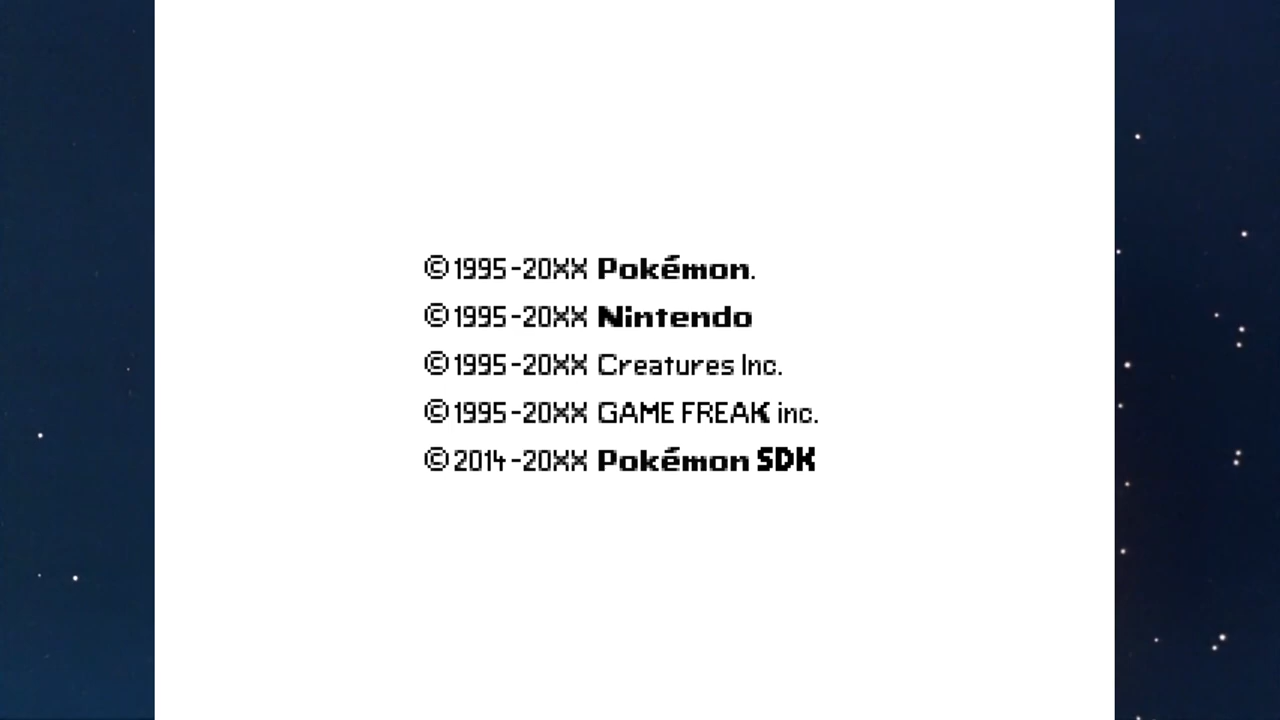 ©1995-20XX Pokémon.
©1995-20XX Nintendo
©1995-20XX Creatures Inc.
©1995-20XX GAME FREAK inc.
©2014-20XX Pokémon SDK